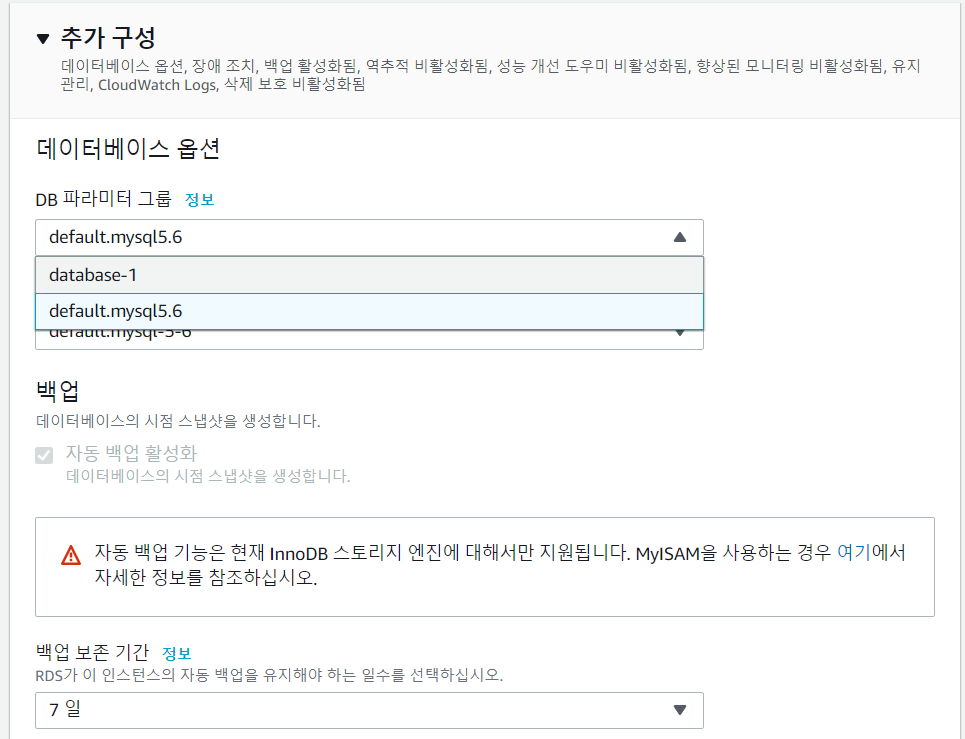 추가 구성
데이터베이스 옵션, 장애 조치, 백업 활성화됨, 역추적 비활성화됨, 성능 개선 도우미 비활성화됨, 향상된 모니터링 비활성화됨, 유지
관리, CloudWatch Logs, 삭제 보호 비활성화됨
데이터베이스 옵션
DB 파라미터 그룹 정보
default.mysql5.6
database-1
default.mysql5.6
default:mysql-5-6
백업
데이터베이스의 시점 스냅샷을 생성합니다.
자동 백업 활성화
데이터베이스의 시점 스냅샷을 생성합니다.
자동 백업 기능은 현재 InnoDB 스토리지 엔진에 대해서만 지원됩니다. MyISAM을 사용하는 경우 여기에서
자세한 정보를 참조하십시오.
백업 보존 기간 정보
RDS가 이 인스턴스의 자동 백업을 유지해야 하는 일수를 선택하십시오.
7 일